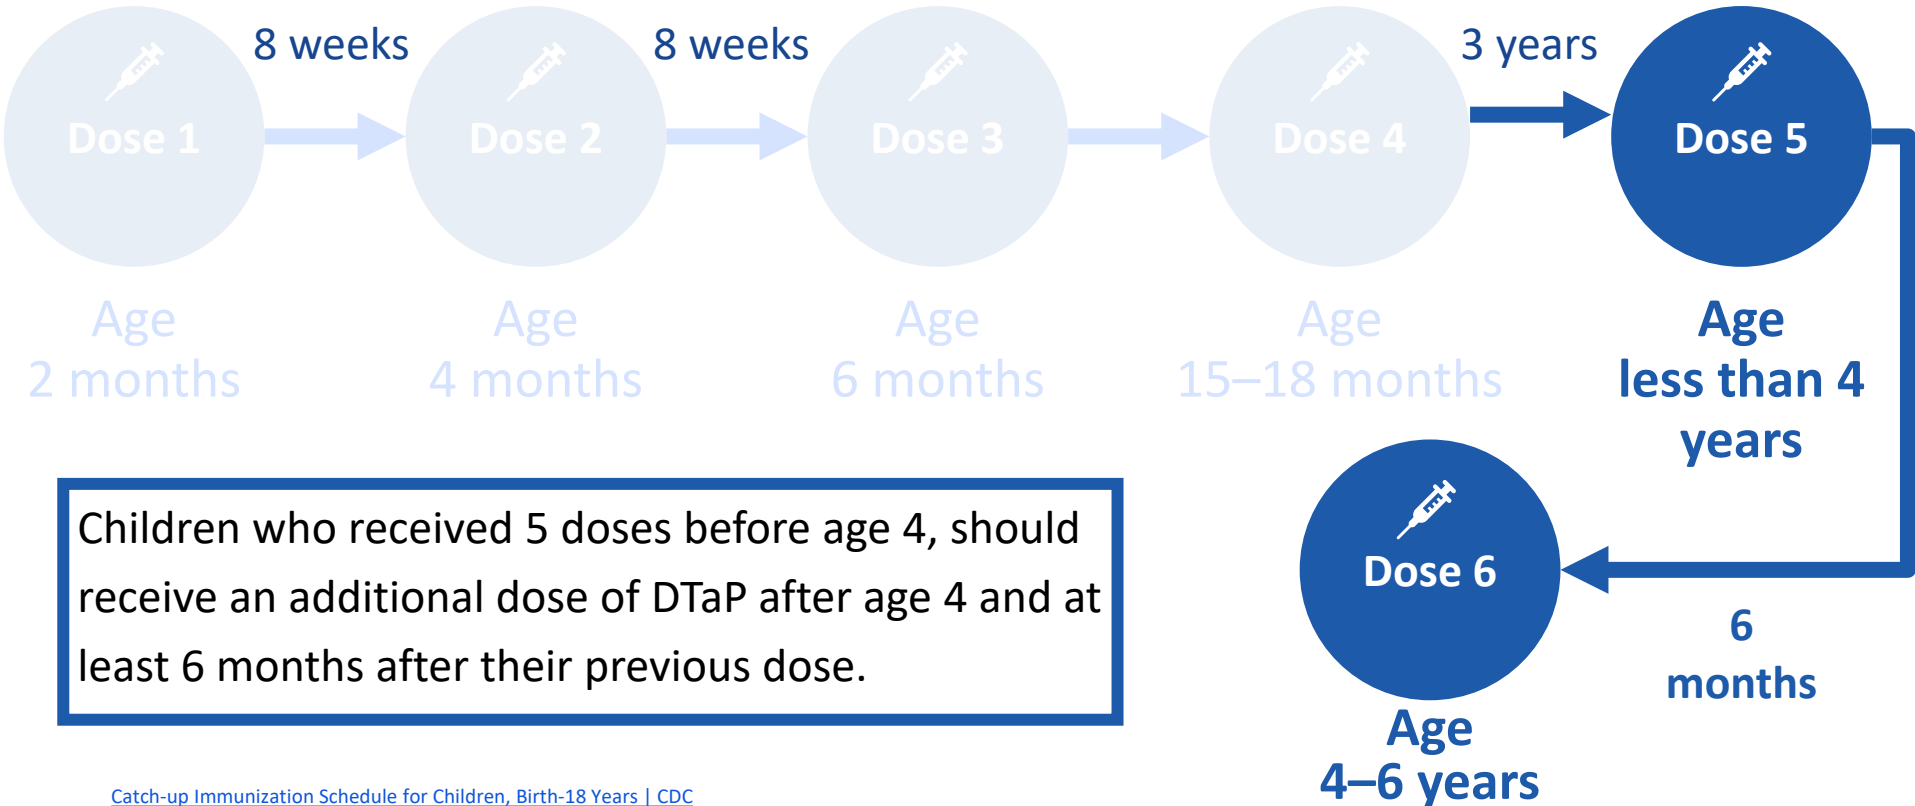 8 weeks
8 weeks
3 years
Dose 1
Dose 2
Dose 3
Dose 4
Dose 5
Age
2 months
Age
4 months
Age
6 months
Age
15–18 months
Age
less than 4
years
Children who received 5 doses before age 4, should
receive an additional dose of DTaP after age 4 and at
least 6 months after their previous dose.
Dose 6
6
months
Age
4–6 years
Catch-up Immunization Schedule for Children, Birth-18 Years | CDC